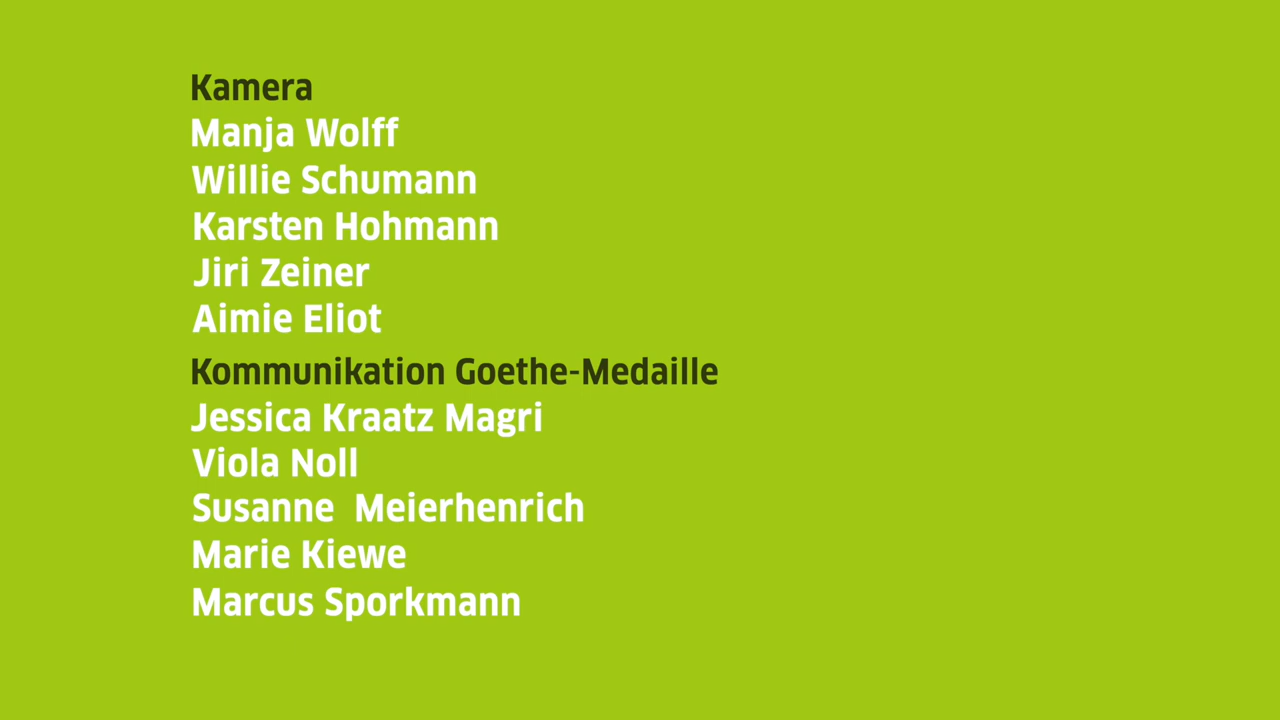 Kamera
Manja Wolff
Willie Schumann
Karsten Hohmann
Jiri Zeiner
Aimie Eliot
Kommunikation Goethe-Medaille
Jessica Kraatz Magri
Viola Noll
Susanne  Meierhenrich
Marie Kiewe
Marcus Sporkmann